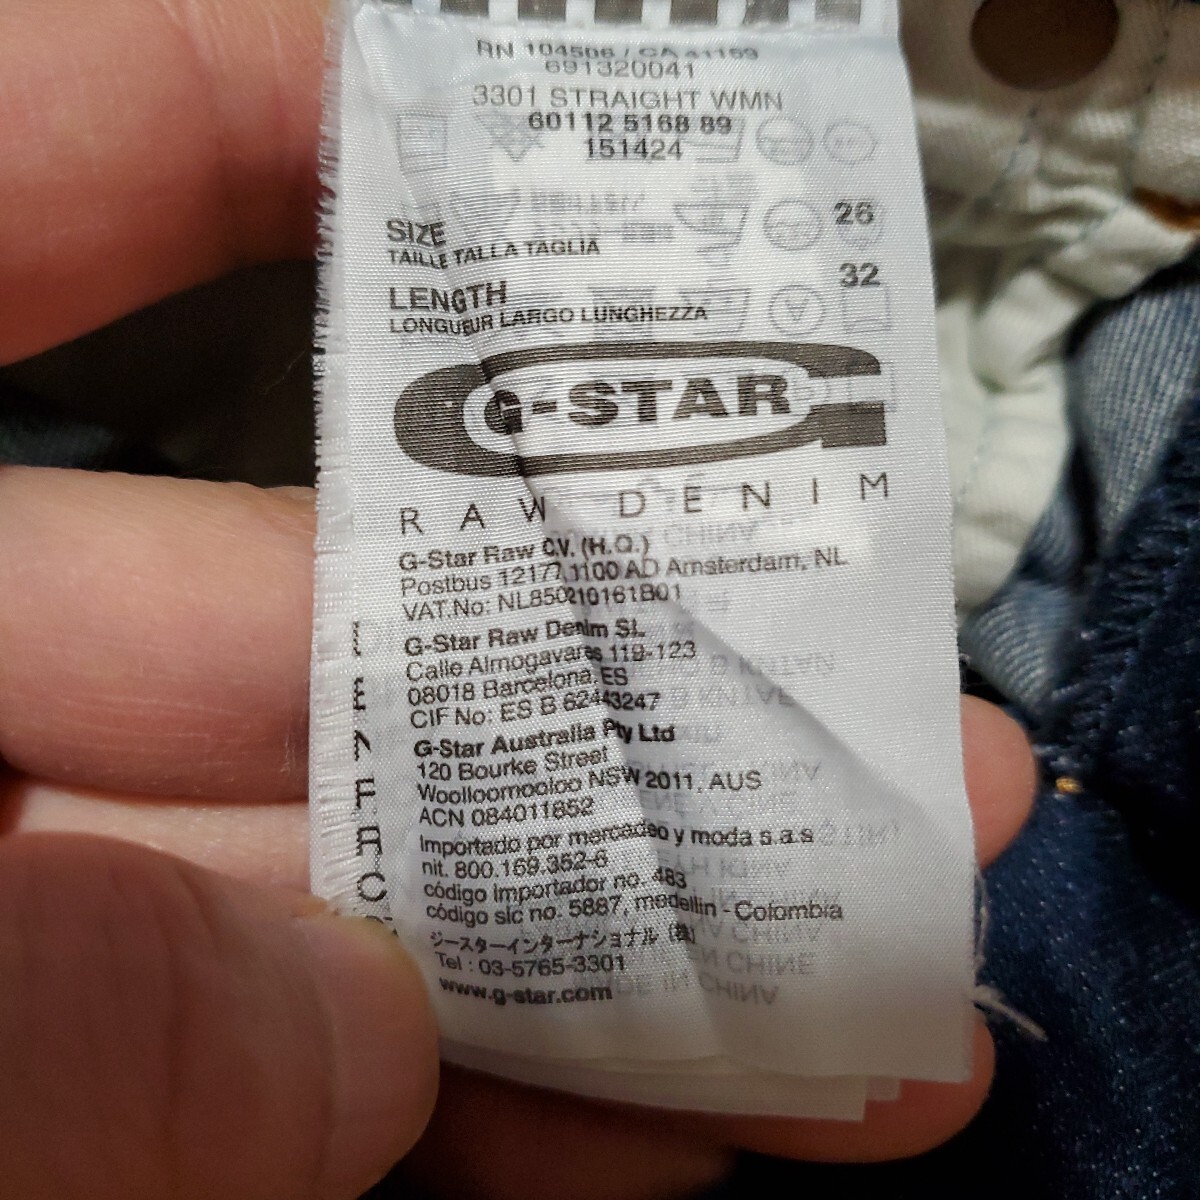 RN 104506 / CA 41159
691320041
3301 STRAIGHT WMN
60112 5168 89
151424
SIZE 26
TAILLE TALLA TAGLIA
LENGTH 32
LONGUEUR LARGO LUNGHEZZA
G-STAR
RAW DENIM
G-Star Raw C.V. (H.Q.)
Postbus 12177,1100 AD Amsterdam, NL
VAT.No: NL850210161B01
G-Star Raw Denim SL
Calle Almogavares 119-123
08018 Barcelona, ES
CIF No: ES B 62443247
G-Star Australia Pty Ltd
120 Bourke Street
Woolloomooloo NSW 2011, AUS
ACN 084011852
Importado por mercadeo y moda s.a.s
nit. 800.169.352-6
código importador no. 483
código sic no. 5887, medellin - Colombia
ジースターインターナショナル (株)
Tel : 03-5765-3301
www.g-star.com